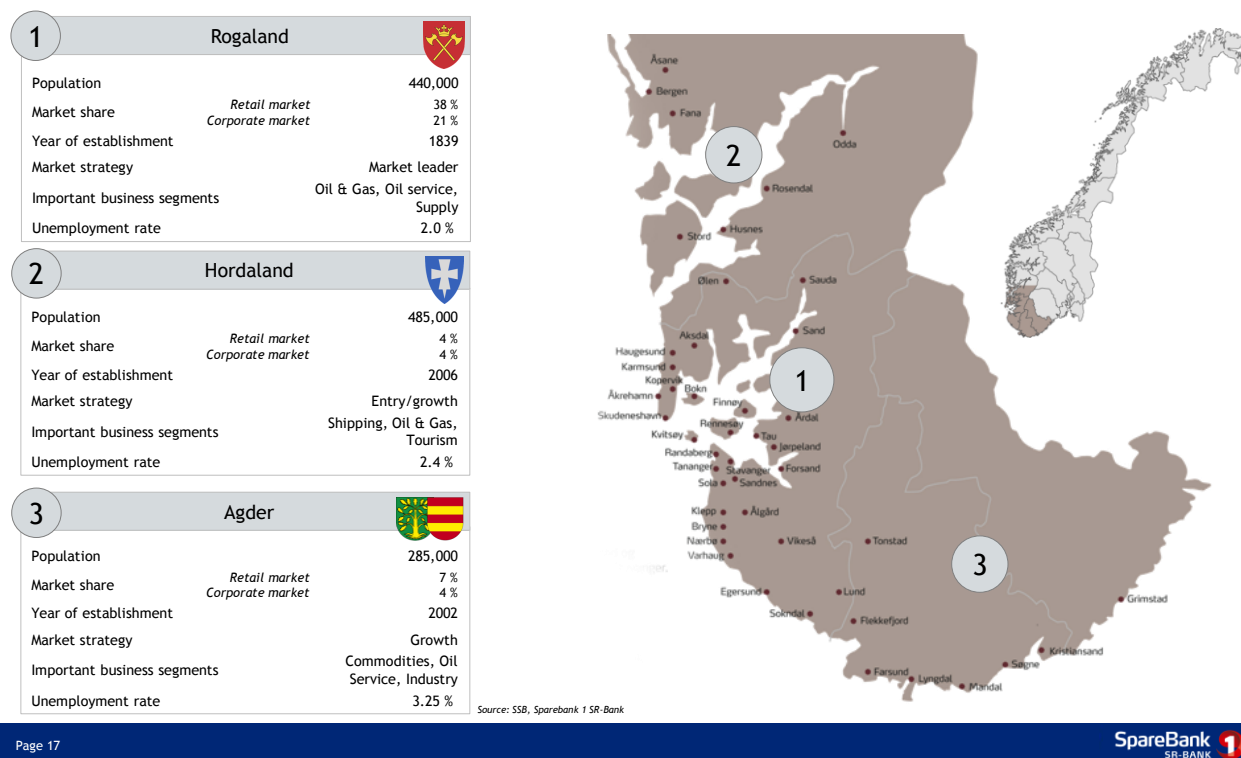 1
Rogaland
Population 440,000
Market share Retail market 38 %
Corporate market 21 %
Year of establishment 1839
Market strategy Market leader
Important business segments Oil & Gas, Oil service,
Supply
Unemployment rate 2.0 %
2
Hordaland
Population 485,000
Market share Retail market 4 %
Corporate market 4 %
Year of establishment 2006
Market strategy Entry/growth
Important business segments Shipping, Oil & Gas,
Tourism
Unemployment rate 2.4 %
3
Agder
Population 285,000
Market share Retail market 7 %
Corporate market 4 %
Year of establishment 2002
Market strategy Growth
Important business segments Commodities, Oil
Service, Industry
Unemployment rate 3.25 %
Åsane
Bergen
Fana
Odda
2
Rosendal
Husnes
Stord
Ølen
Sauda
Sand
Aksdal
Haugesund
Karmsund
Kopervik
Bokn
1
Åkrehamn
Finnøy
Skudeneshavn
Årdal
Rennesøy
Kvitsøy
Tau
Jørpeland
Randaberg
Tananger
Stavanger
Forsand
Sola
Sandnes
Klepp
Ålgård
Bryne
Nærbø
Vikeså
Tonstad
Varhaug
3
Egersund
Lund
Grimstad
Sokndal
Flekkefjord
Kristiansand
Søgne
Farsund
Lyngdal
Mandal
Source: SSB, Sparebank 1 SR-Bank
Page 17
SpareBank 1
SR-BANK